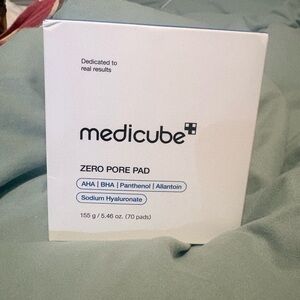 Dedicated to
real results
medicube
ZERO PORE PAD
AHA | BHA | Panthenol | Allantoin
Sodium Hyaluronate
155 g / 5.46 oz. (70 pads)